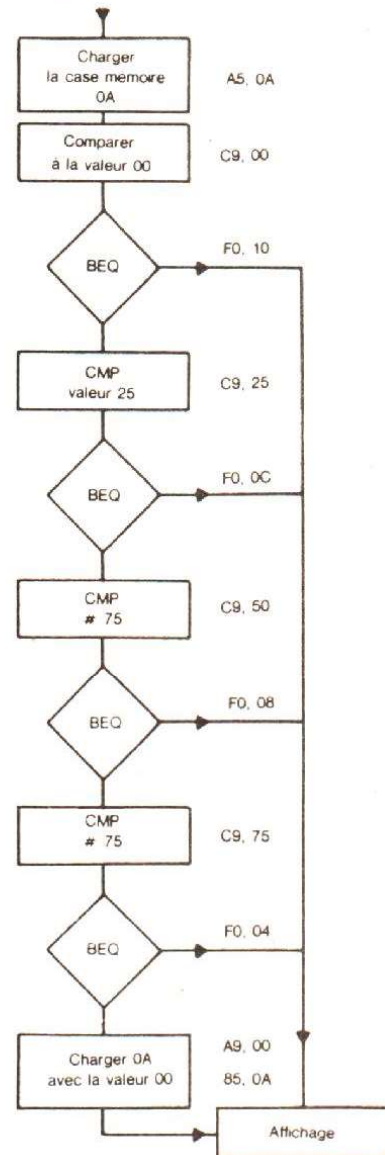 Charger
la case mémoire
0A
A5, 0A
Comparer
à la valeur 00
C9, 00
BEQ
F0, 10
CMP
valeur 25
C9, 25
BEQ
F0, 0C
CMP
# 75
C9, 50
BEQ
F0, 08
CMP
# 75
C9, 75
BEQ
F0, 04
Charger 0A
avec la valeur 00
A9, 00
85, 0A
Affichage